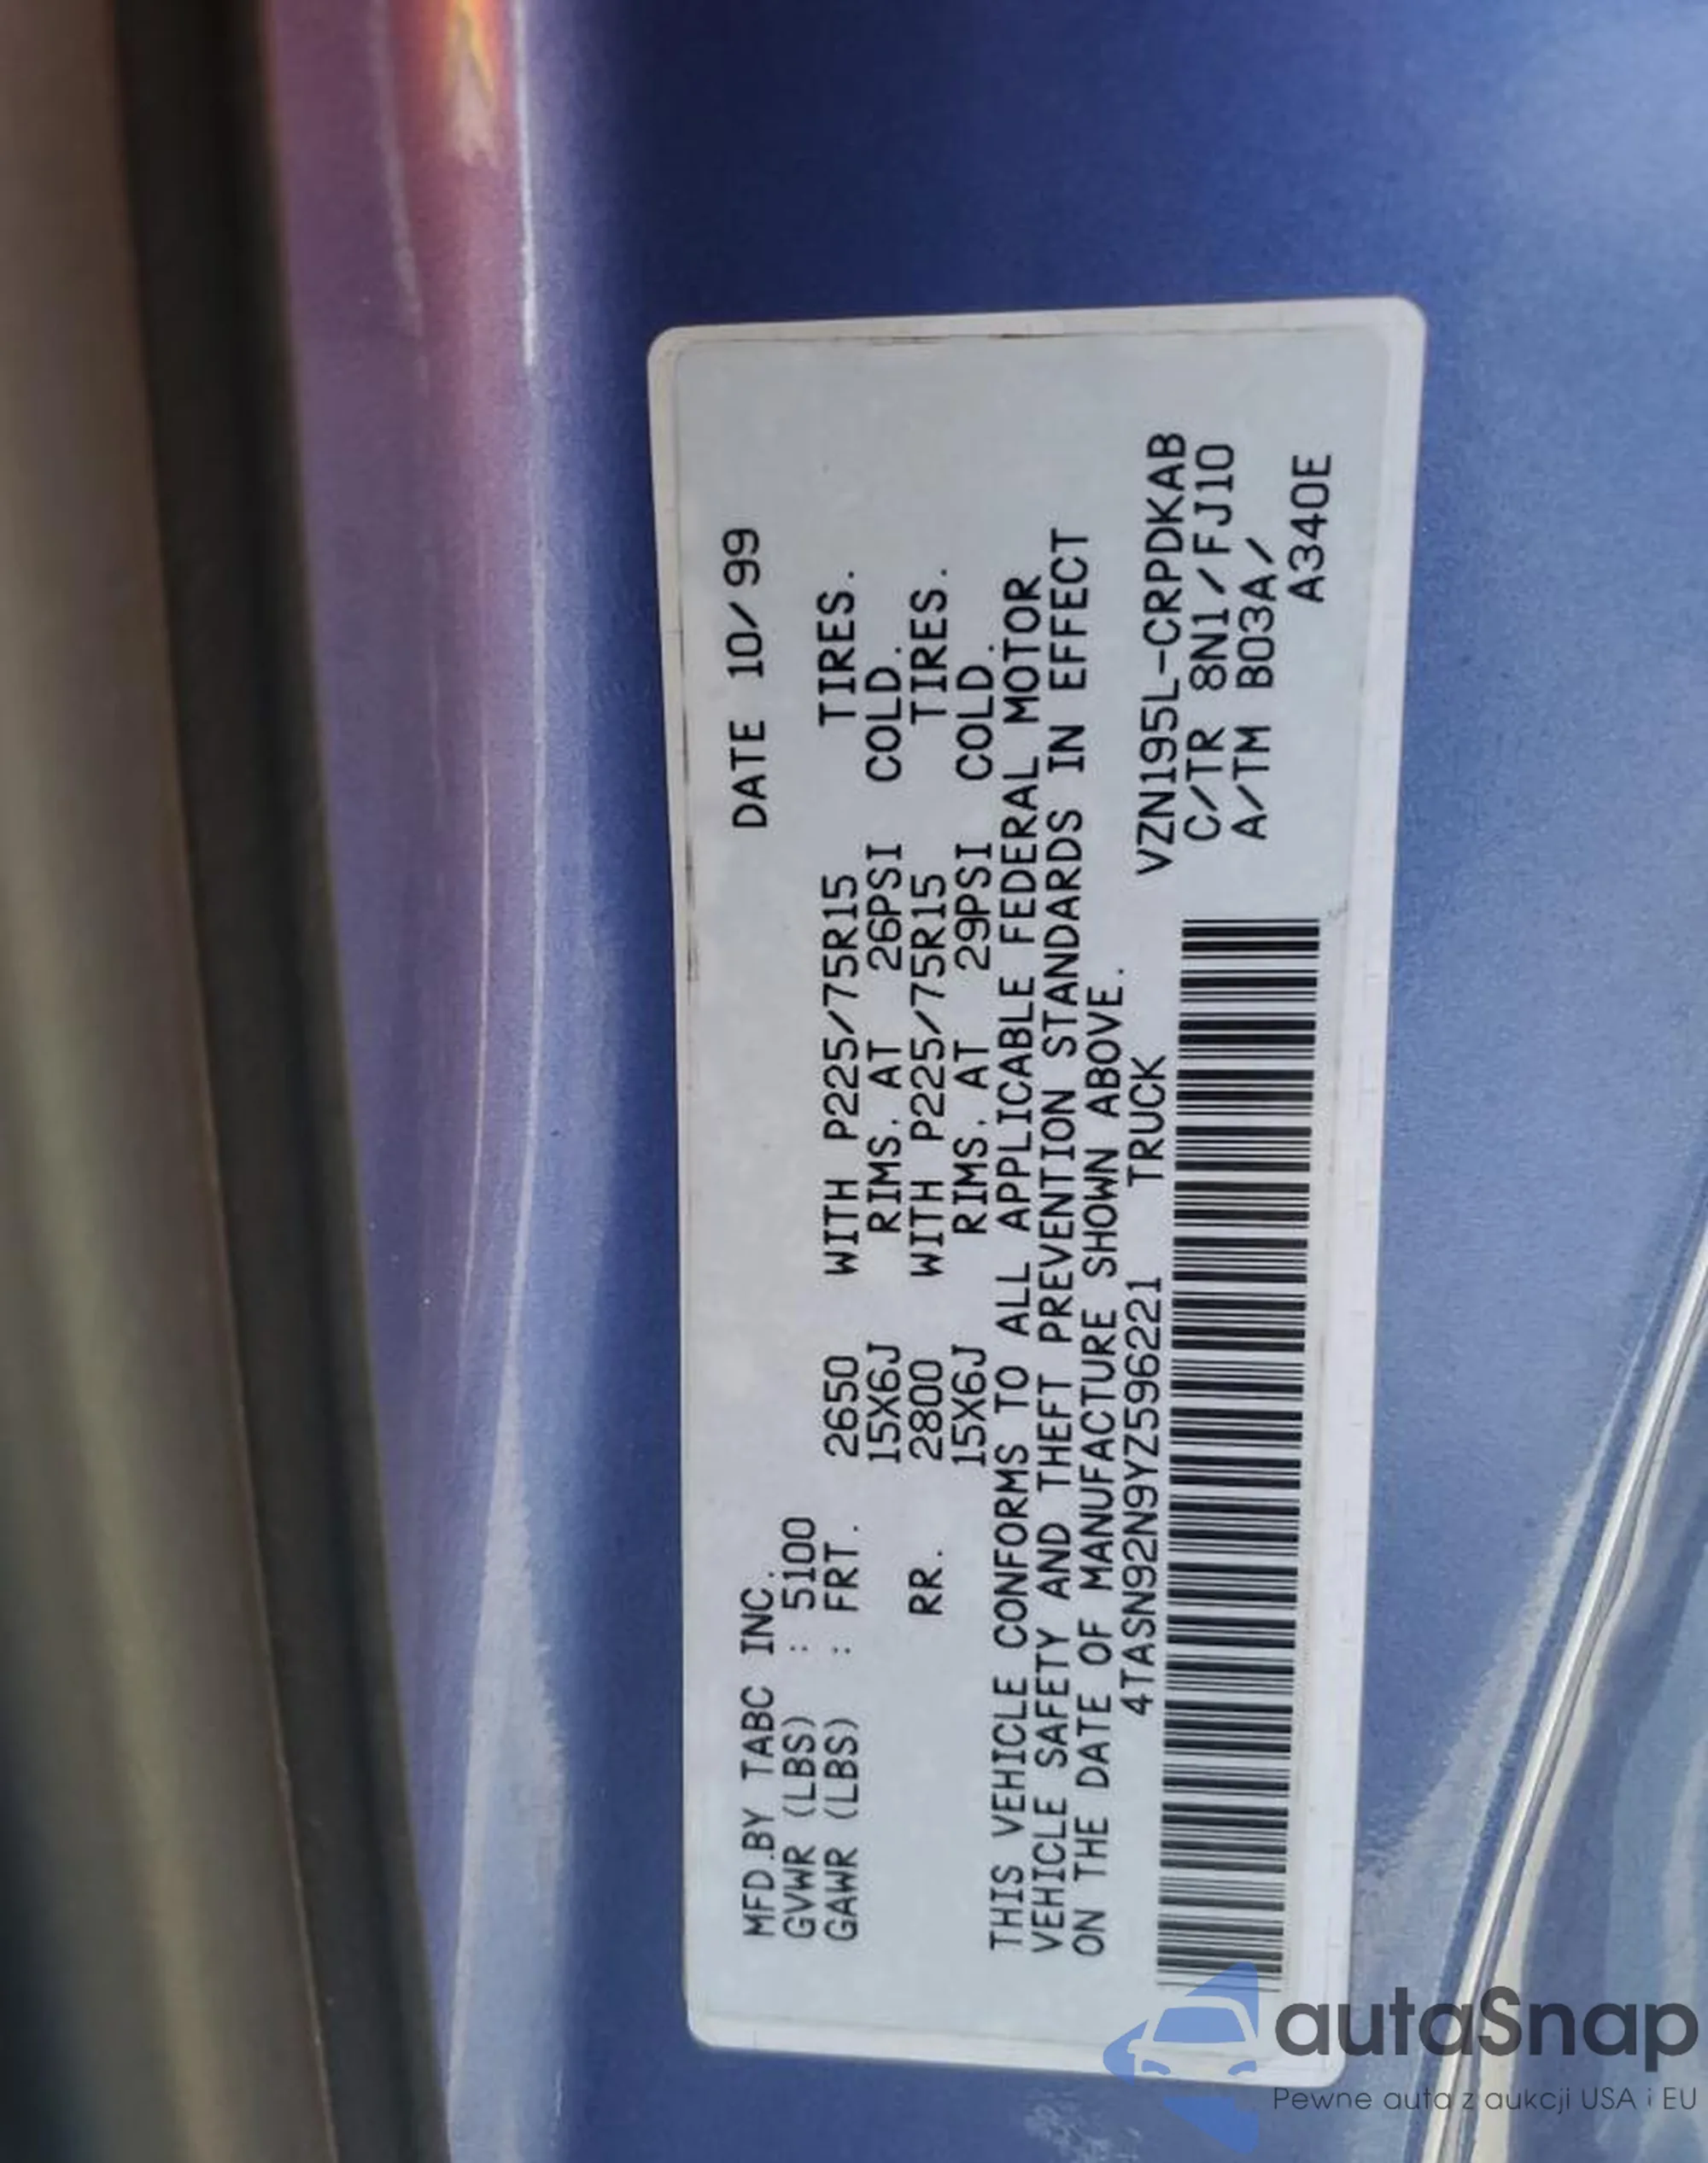 MFD.BY TABC INC. DATE 10/99
GVWR (LBS) : 5100
GAWR (LBS) : FRT. 2650 WITH P225/75R15 TIRES.
15X6J RIMS. AT 26PSI COLD.
RR. 2800 WITH P225/75R15 TIRES.
15X6J RIMS. AT 29PSI COLD.
THIS VEHICLE CONFORMS TO ALL APPLICABLE FEDERAL MOTOR
VEHICLE SAFETY AND THEFT PREVENTION STANDARDS IN EFFECT
ON THE DATE OF MANUFACTURE SHOWN ABOVE.
4TASN92N9YZ596221 TRUCK
VZN195L-CRPDKAB
C/TR 8N1/FJ10
A/TM B03A/
A340E
autaSnap
Pewne auta z aukcji USA i EU